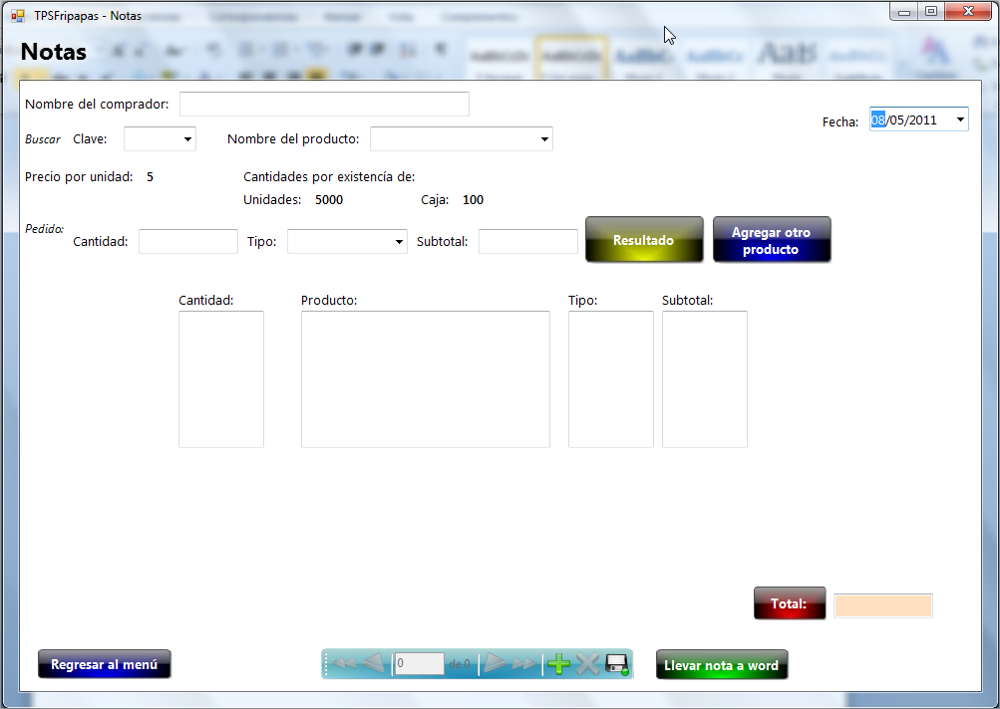 TPSFripapas - Notas
Notas
Nombre del comprador:
Fecha: 08/05/2011
Buscar Clave: Nombre del producto:
Precio por unidad: 5 Cantidades por existencía de:
Unidades: 5000 Caja: 100
Pedido:
Cantidad: Tipo: Subtotal: Resultado Agregar otro
producto
Cantidad: Producto: Tipo: Subtotal:
Total:
Regresar al menú 0 de 0 Llevar nota a word